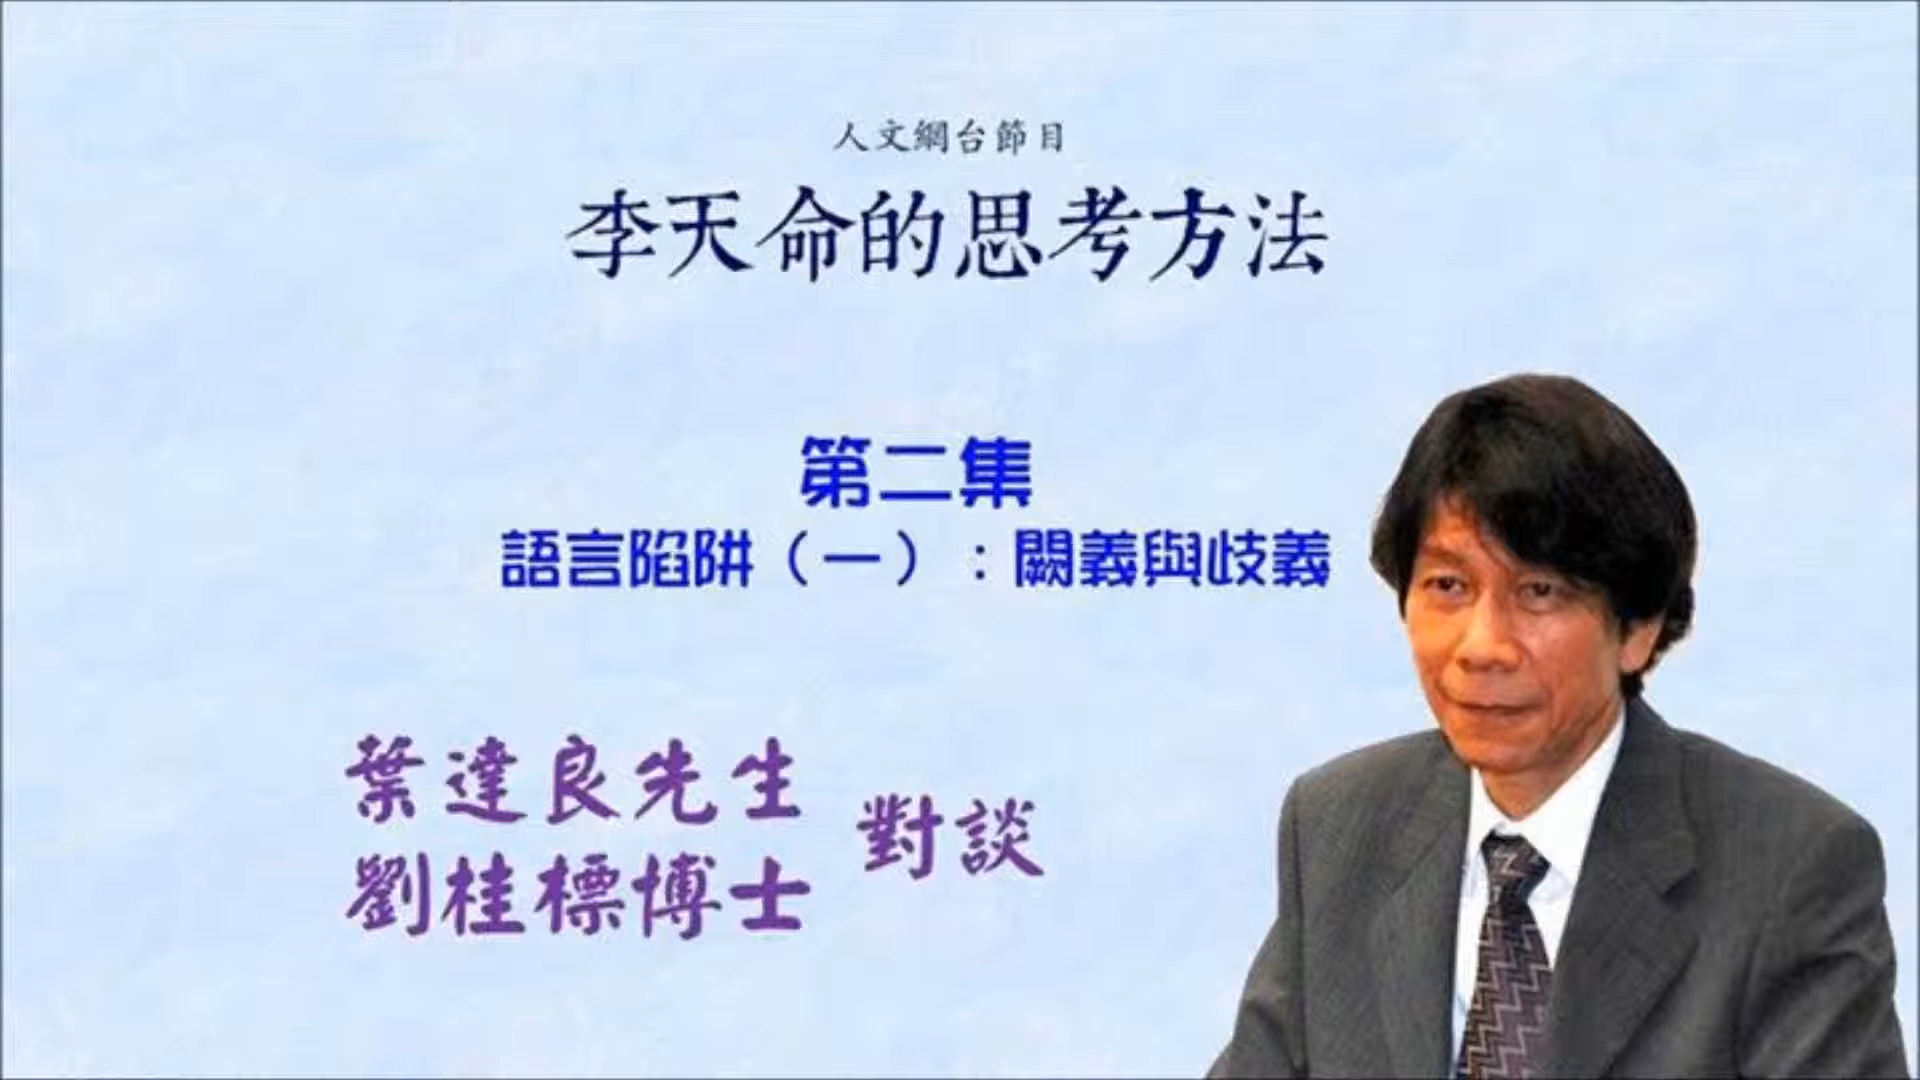 人文網台節目
李天命的思考方法
第二集
語言陷阱（一）：闕義與歧義
葉達良先生
劉桂標博士
對談